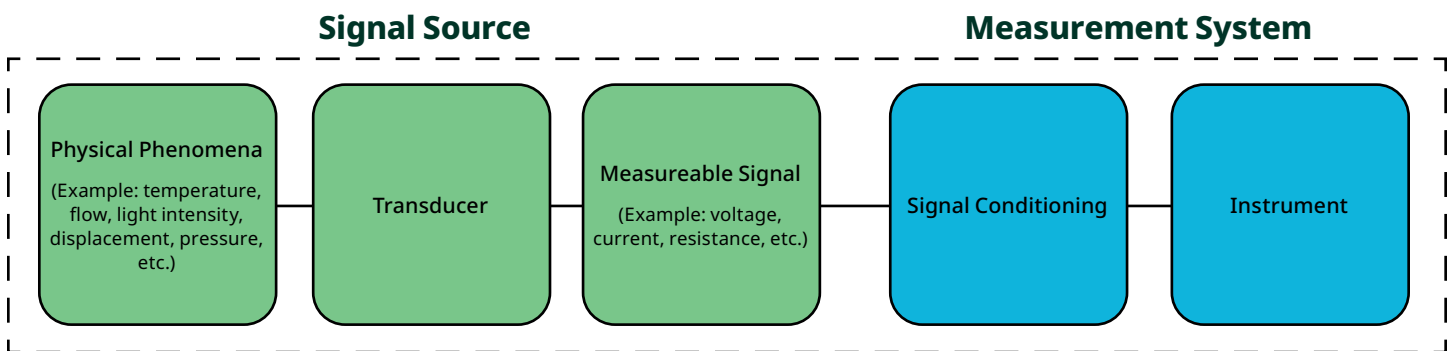 Signal Source
Measurement System
Physical Phenomena
(Example: temperature,
flow, light intensity,
displacement, pressure,
etc.)
Transducer
Measureable Signal
(Example: voltage,
current, resistance, etc.)
Signal Conditioning
Instrument